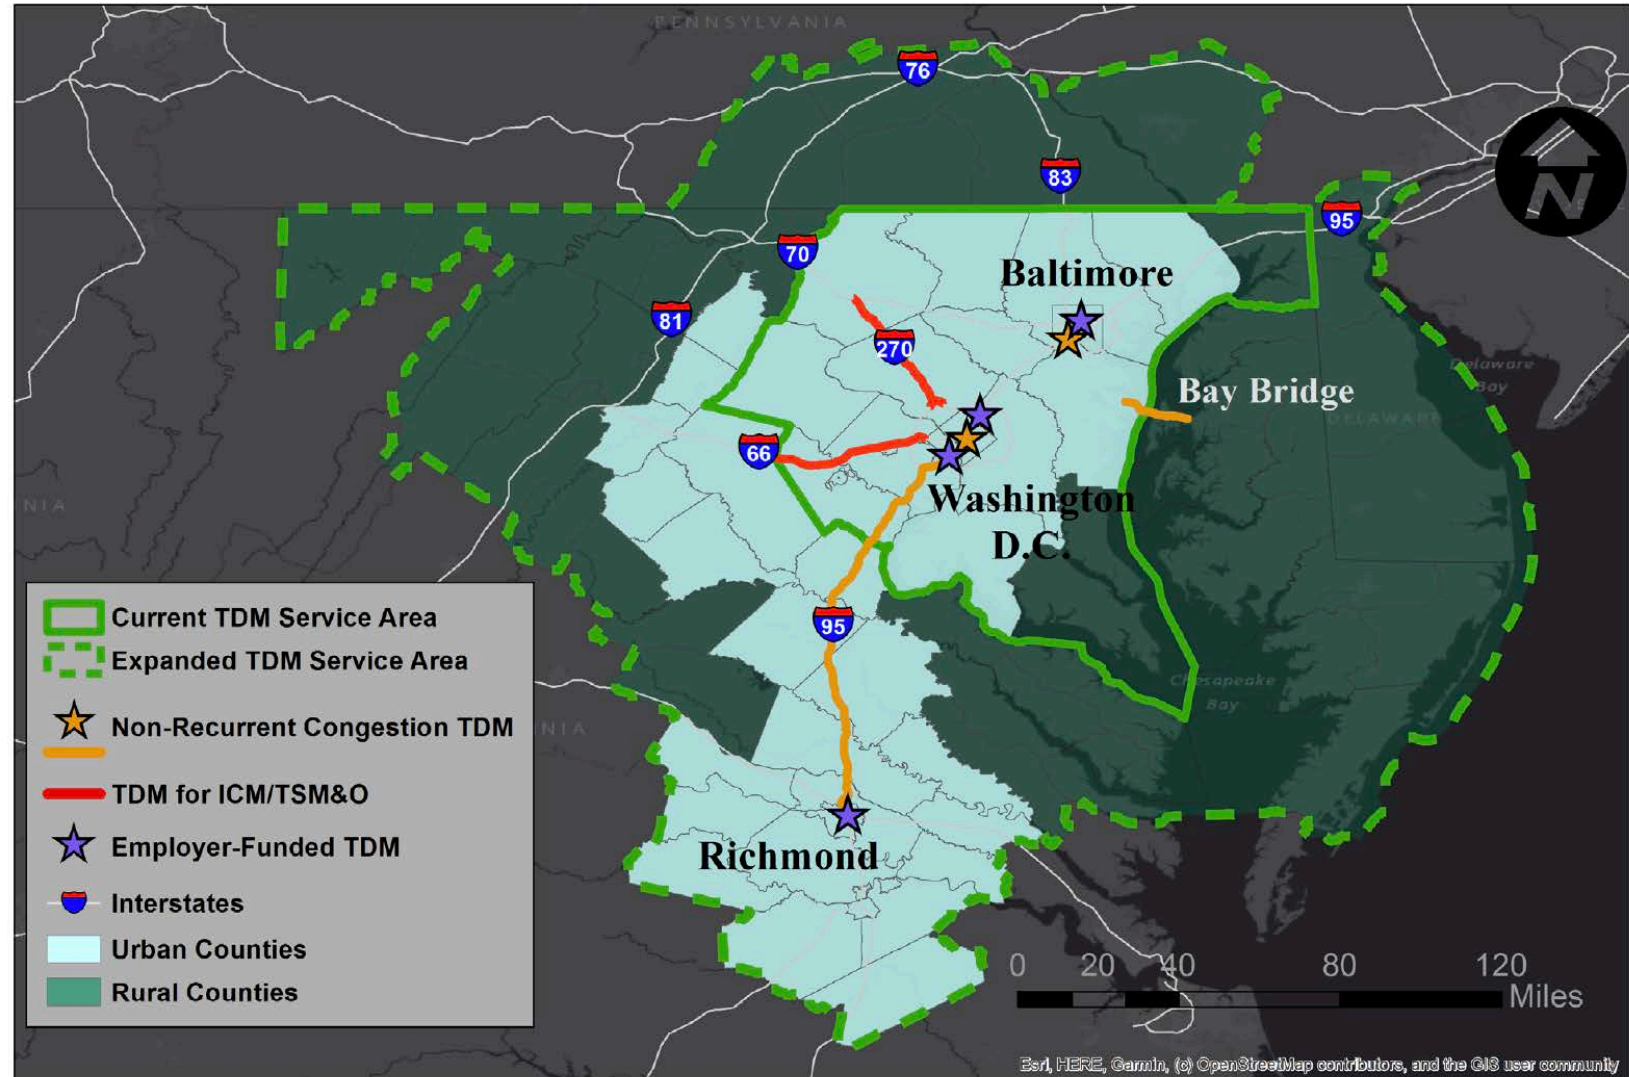 PENNSYLVANIA
76
83
95
70
Baltimore
81
270
Bay Bridge
Delaware
Bay
DELAWARE
66
Washington
D.C.
NIA
95
Chesapeake
Bay
INIA
Richmond
Current TDM Service Area
Expanded TDM Service Area
Non-Recurrent Congestion TDM
TDM for ICM/TSM&O
Employer-Funded TDM
Interstates
Urban Counties
Rural Counties
N
0 20 40 80 120
Miles
Esri, HERE, Garmin, (c) OpenStreetMap contributors, and the GIS user community